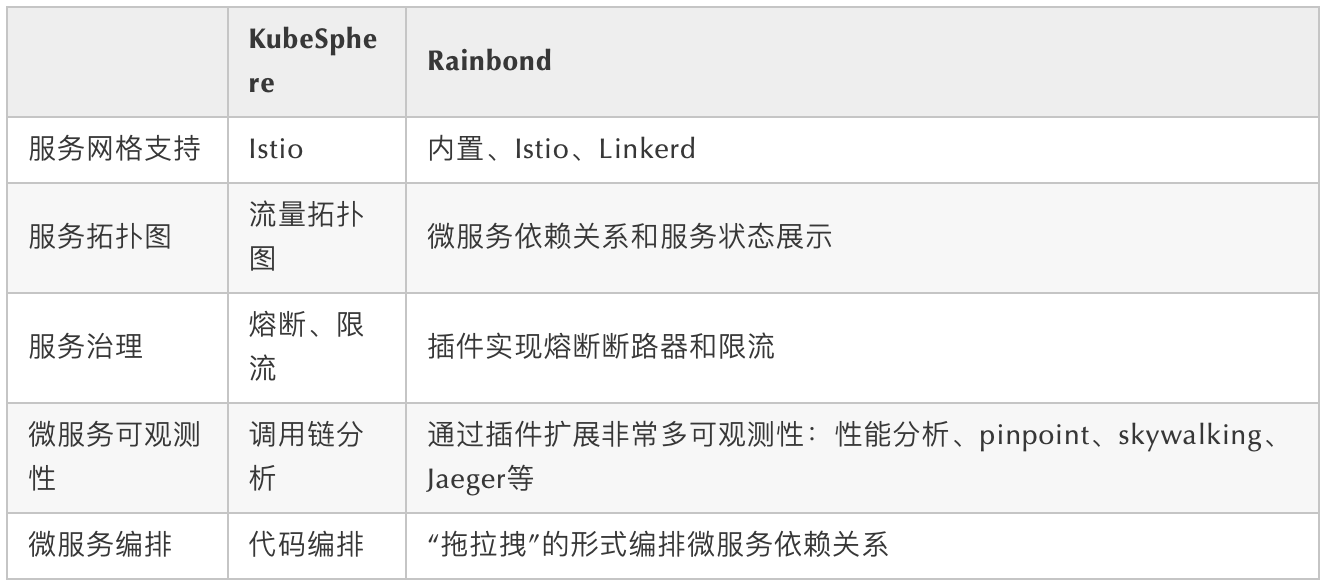 KubeSphe
re
Rainbond
服务网格支持
Istio
内置、Istio、Linkerd
服务拓扑图
流量拓扑
图
微服务依赖关系和服务状态展示
服务治理
熔断、限
流
插件实现熔断断路器和限流
微服务可观测
性
调用链分
析
通过插件扩展非常多可观测性：性能分析、pinpoint、skywalking、
Jaeger等
微服务编排
代码编排
“拖拉拽”的形式编排微服务依赖关系